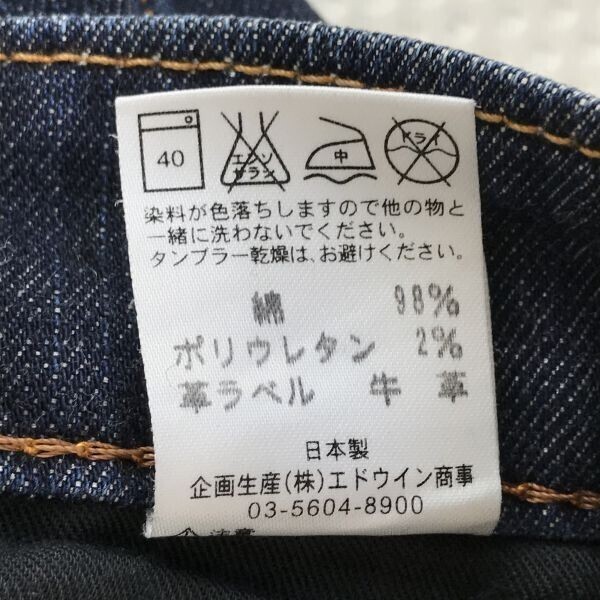 40
エンソ
サラシ
中
ドライ
染料が色落ちしますので他の物と
一緒に洗わないでください。
タンブラー乾燥は、お避けください。
綿 98%
ポリウレタン 2%
革ラベル 牛 革
日本製
企画生産(株)エドウイン商事
03-5604-8900